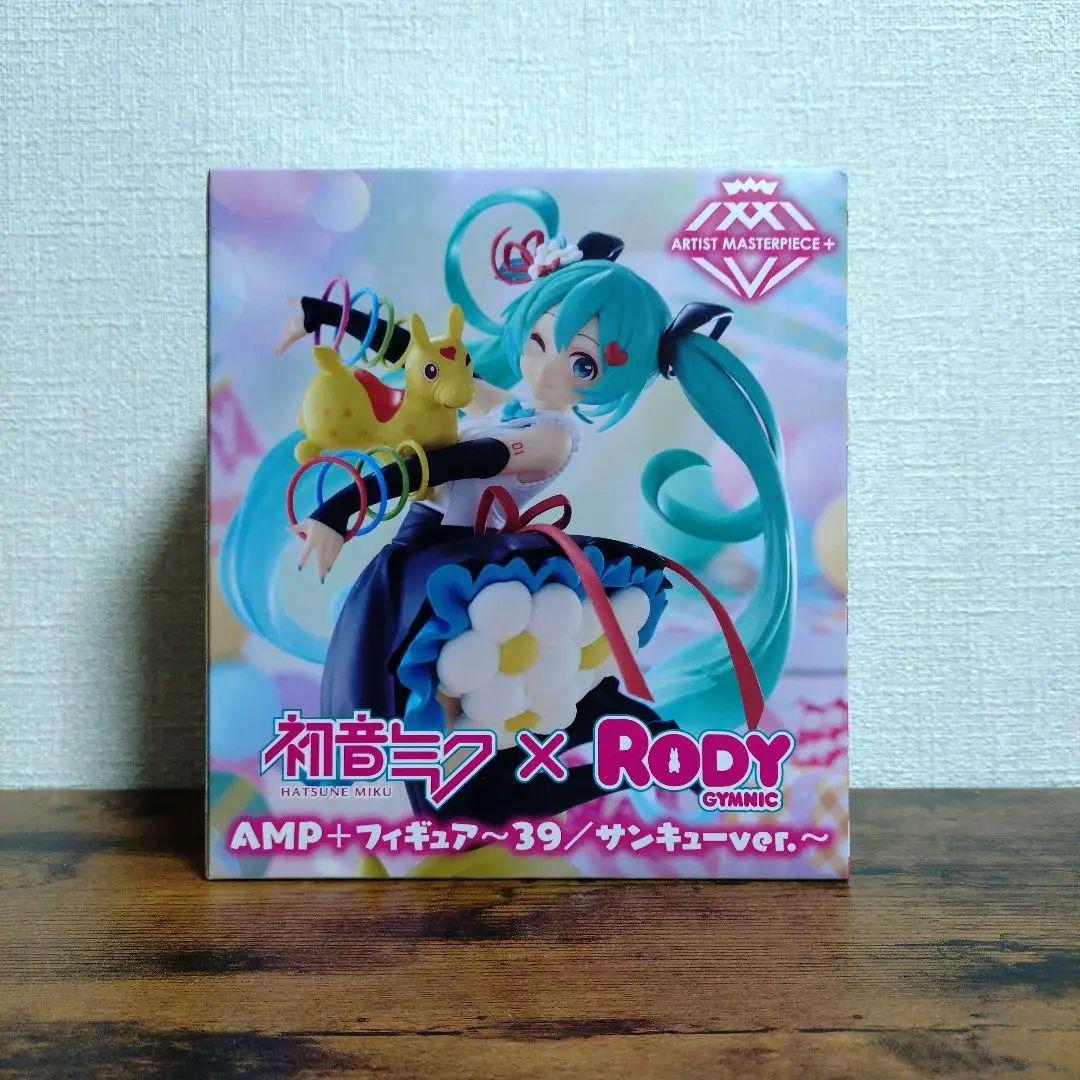 ARTIST MASTERPIECE+
01
初音ミク × RODY
HATSUNE MIKU
GYMNIC
AMP+フィギュア～39／サンキューver.～